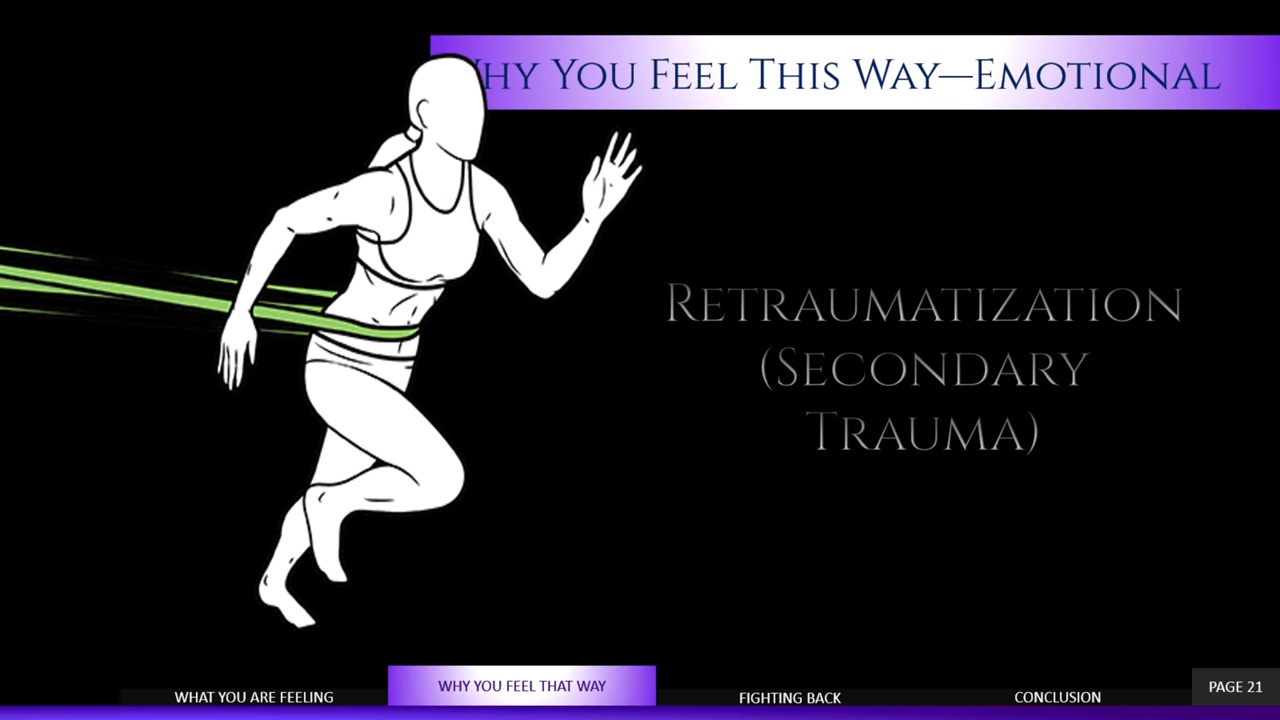 hy You Feel This Way—Emotional
Retraumatization
(Secondary
Trauma)
WHAT YOU ARE FEELING
WHY YOU FEEL THAT WAY
FIGHTING BACK
CONCLUSION
PAGE 21